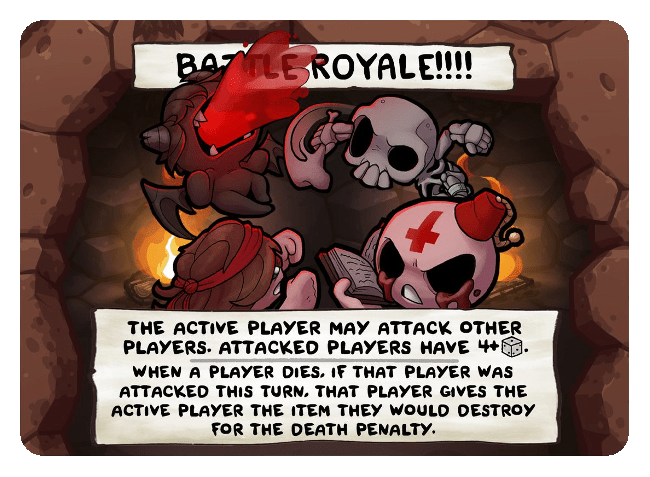 BATTLE ROYALE!!!!
THE ACTIVE PLAYER MAY ATTACK OTHER
PLAYERS. ATTACKED PLAYERS HAVE 4+.
WHEN A PLAYER DIES, IF THAT PLAYER WAS
ATTACKED THIS TURN, THAT PLAYER GIVES THE
ACTIVE PLAYER THE ITEM THEY WOULD DESTROY
FOR THE DEATH PENALTY.